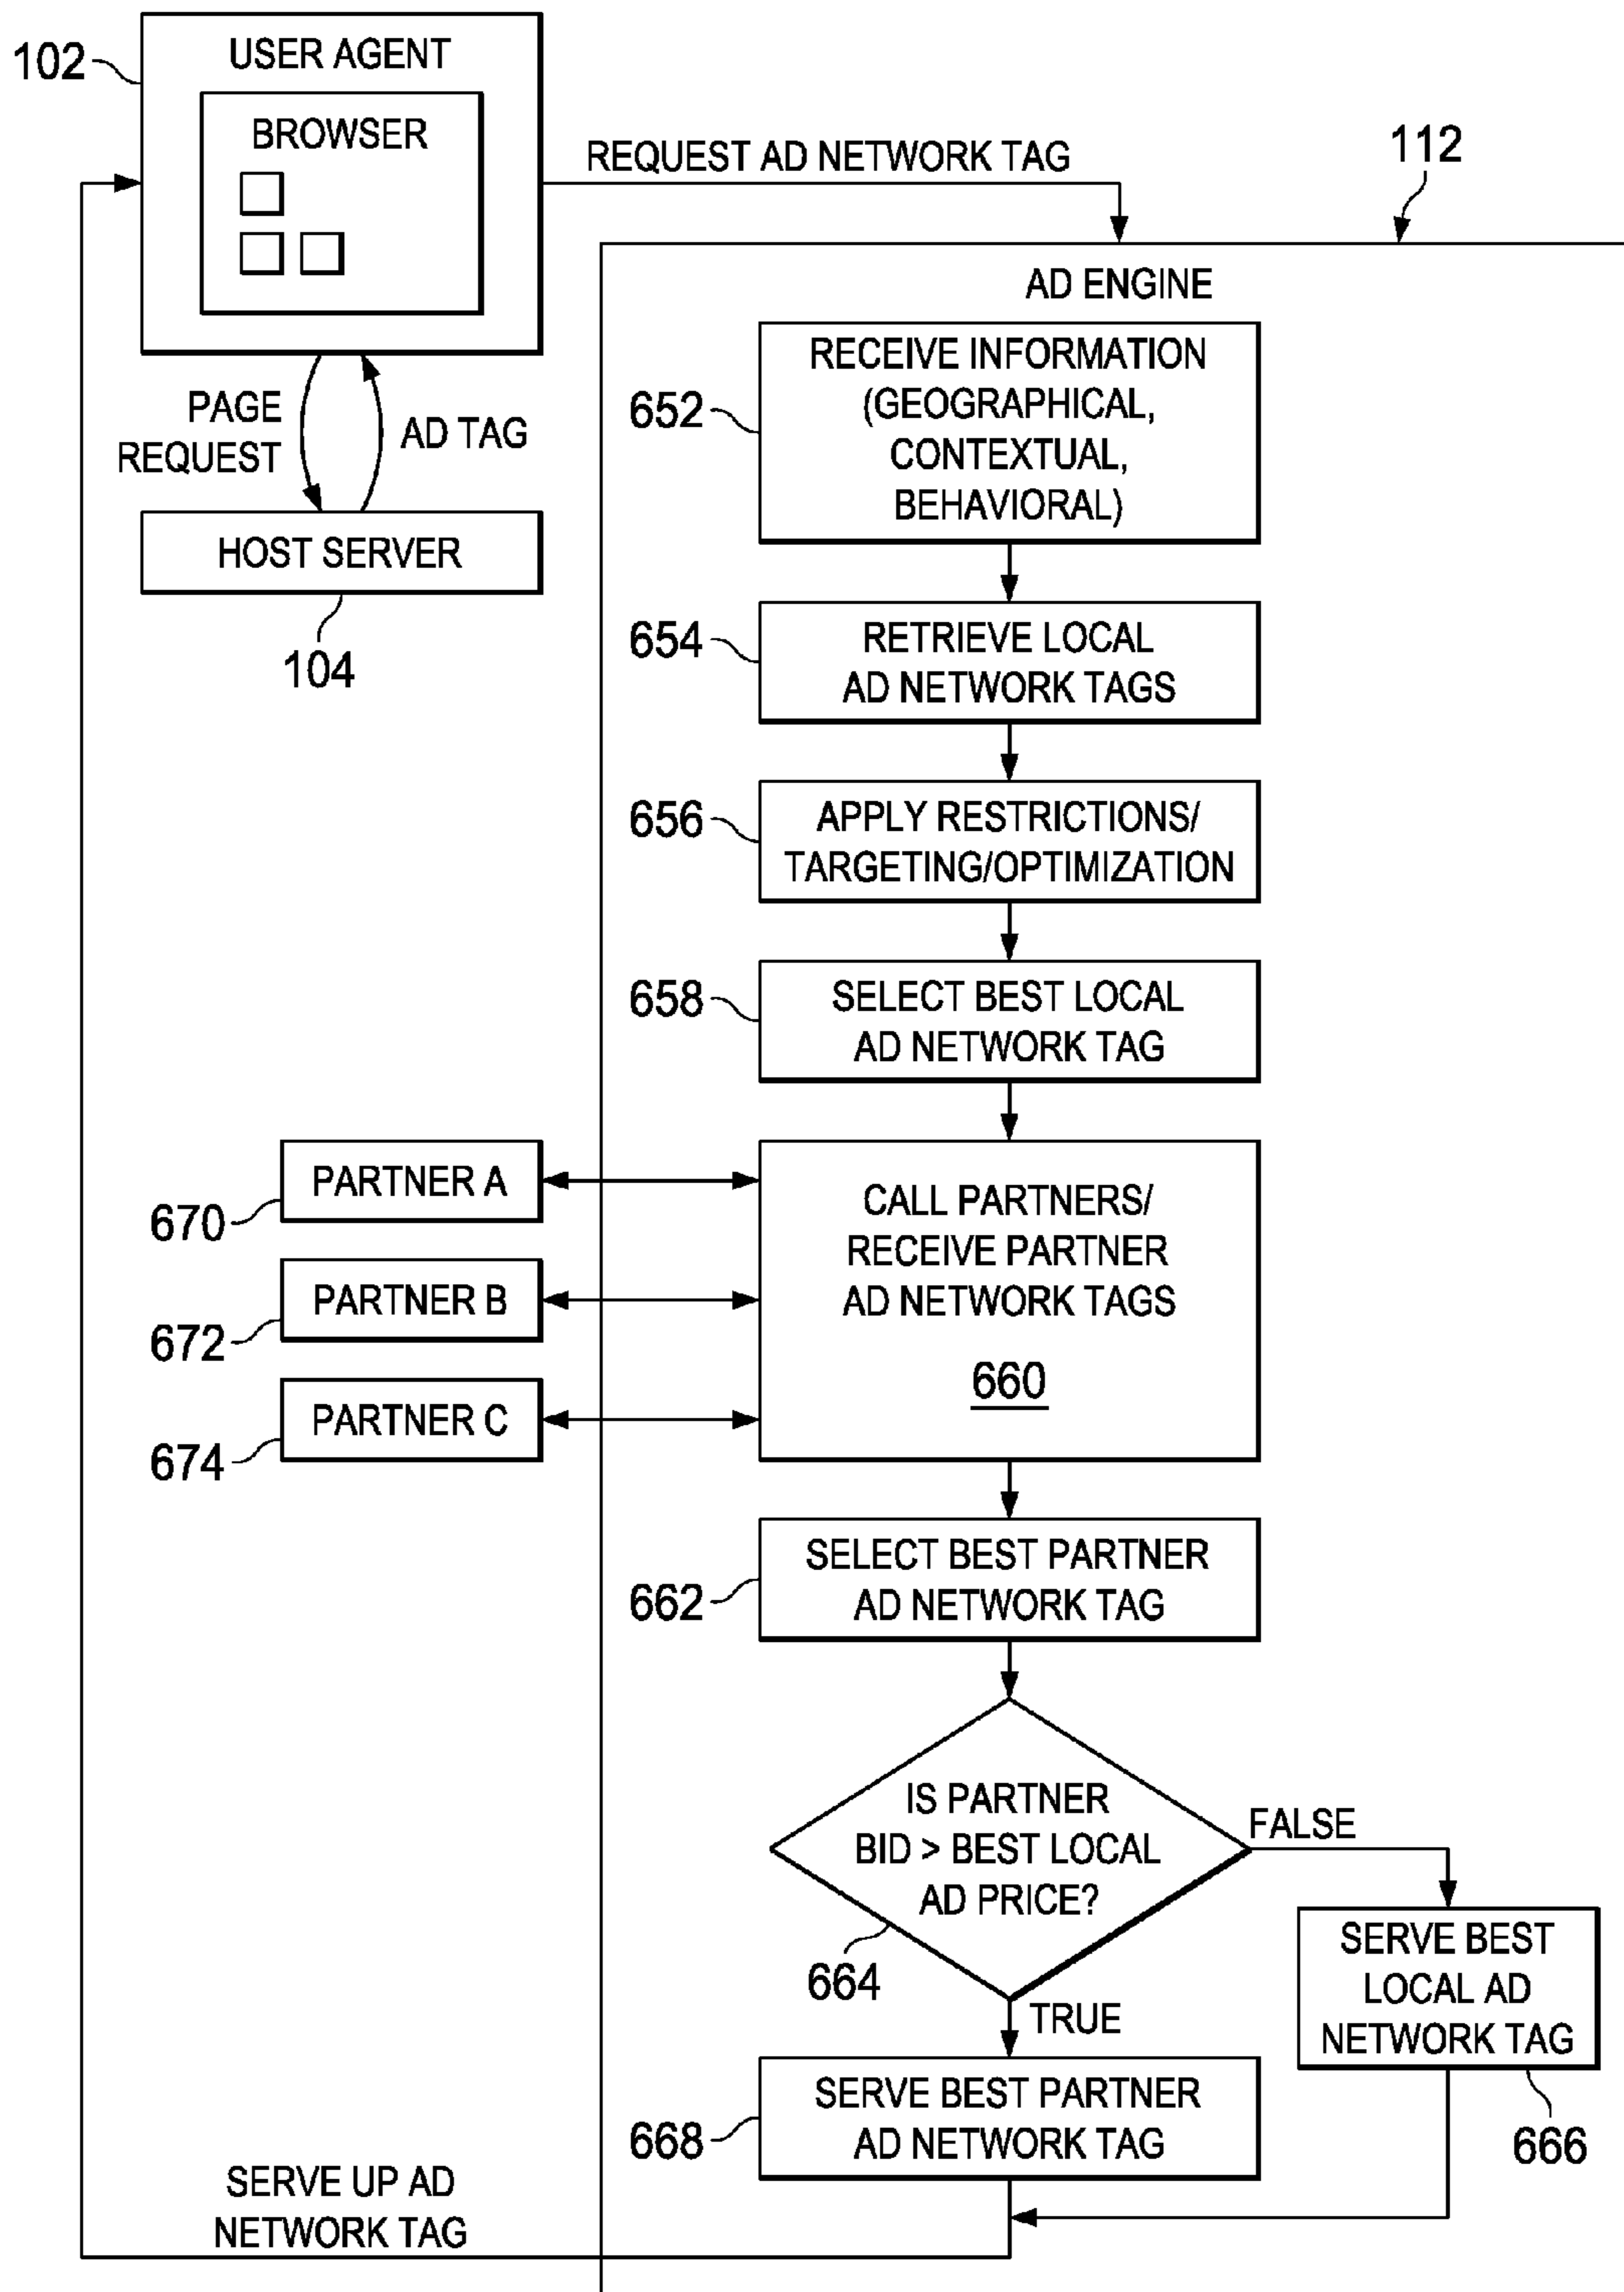 102
USER AGENT
BROWSER
REQUEST AD NETWORK TAG
112
PAGE
REQUEST
AD TAG
HOST SERVER
104
AD ENGINE
RECEIVE INFORMATION
(GEOGRAPHICAL,
CONTEXTUAL,
BEHAVIORAL)
652
RETRIEVE LOCAL
AD NETWORK TAGS
654
APPLY RESTRICTIONS/
TARGETING/OPTIMIZATION
656
SELECT BEST LOCAL
AD NETWORK TAG
658
PARTNER A
670
PARTNER B
672
PARTNER C
674
CALL PARTNERS/
RECEIVE PARTNER
AD NETWORK TAGS
660
SELECT BEST PARTNER
AD NETWORK TAG
662
IS PARTNER
BID > BEST LOCAL
AD PRICE?
664
FALSE
TRUE
SERVE BEST
LOCAL AD
NETWORK TAG
666
SERVE BEST PARTNER
AD NETWORK TAG
668
SERVE UP AD
NETWORK TAG